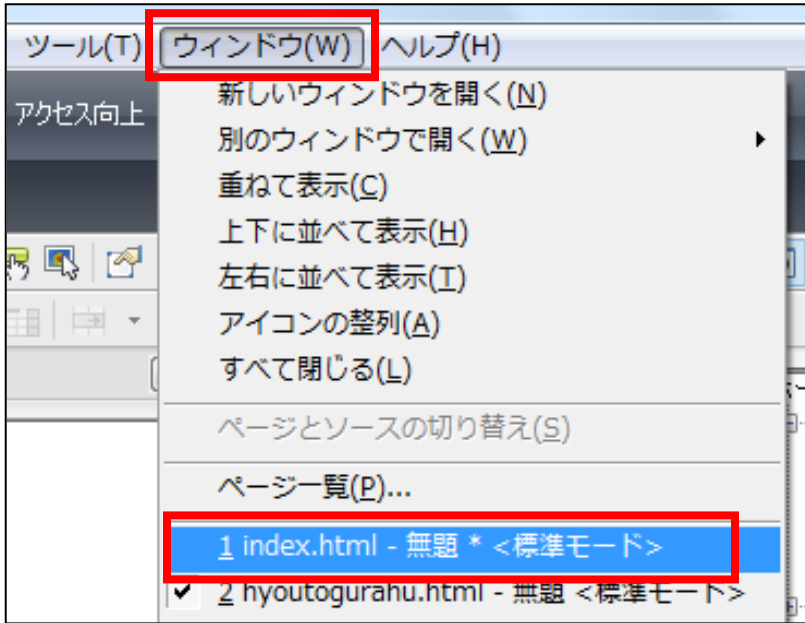 ツール(T) ウィンドウ(W) ヘルプ(H)
アクセス向上
新しいウィンドウを開く(N)
別のウィンドウで開く(W)
重ねて表示(C)
上下に並べて表示(H)
左右に並べて表示(T)
アイコンの整列(A)
すべて閉じる(L)
ページとソースの切り替え(S)
ページ一覧(P)...
1 index.html - 無題 * <標準モード>
2 hyoutogurahu.html - 無題 <標準モード>